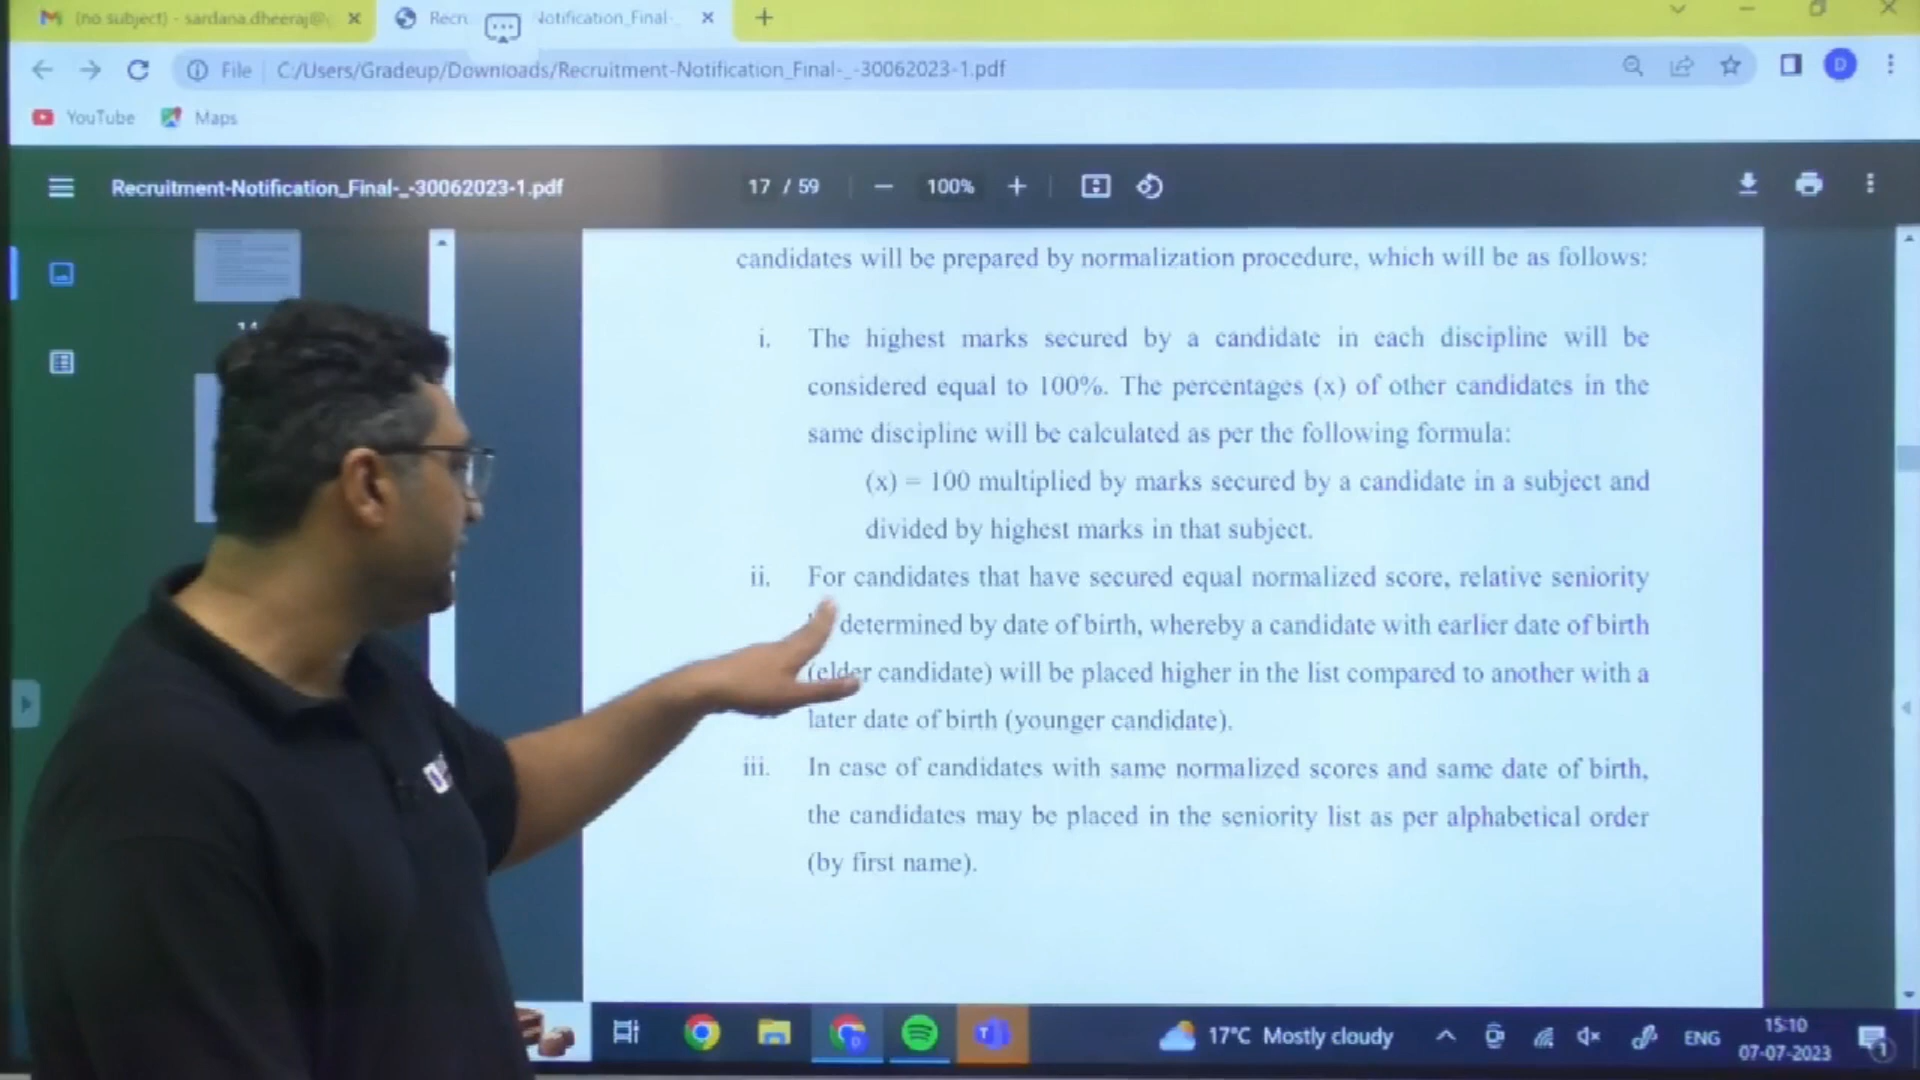 (no subject) - sardana.dheeraj@
Recr
Notification_Final-
File
C:/Users/Gradeup/Downloads/Recruitment-Notification_Final-_-30062023-1.pdf
D
YouTube
Maps
Recruitment-Notification_Final-_-30062023-1.pdf
17 / 59
100%
candidates will be prepared by normalization procedure, which will be as follows:
i. The highest marks secured by a candidate in each discipline will be
considered equal to 100%. The percentages (x) of other candidates in the
same discipline will be calculated as per the following formula:
(x) = 100 multiplied by marks secured by a candidate in a subject and
divided by highest marks in that subject.
ii. For candidates that have secured equal normalized score, relative seniority
determined by date of birth, whereby a candidate with earlier date of birth
(elder candidate) will be placed higher in the list compared to another with a
later date of birth (younger candidate).
iii. In case of candidates with same normalized scores and same date of birth,
the candidates may be placed in the seniority list as per alphabetical order
(by first name).
17°C Mostly cloudy
ENG
15:10
07-07-2023
1